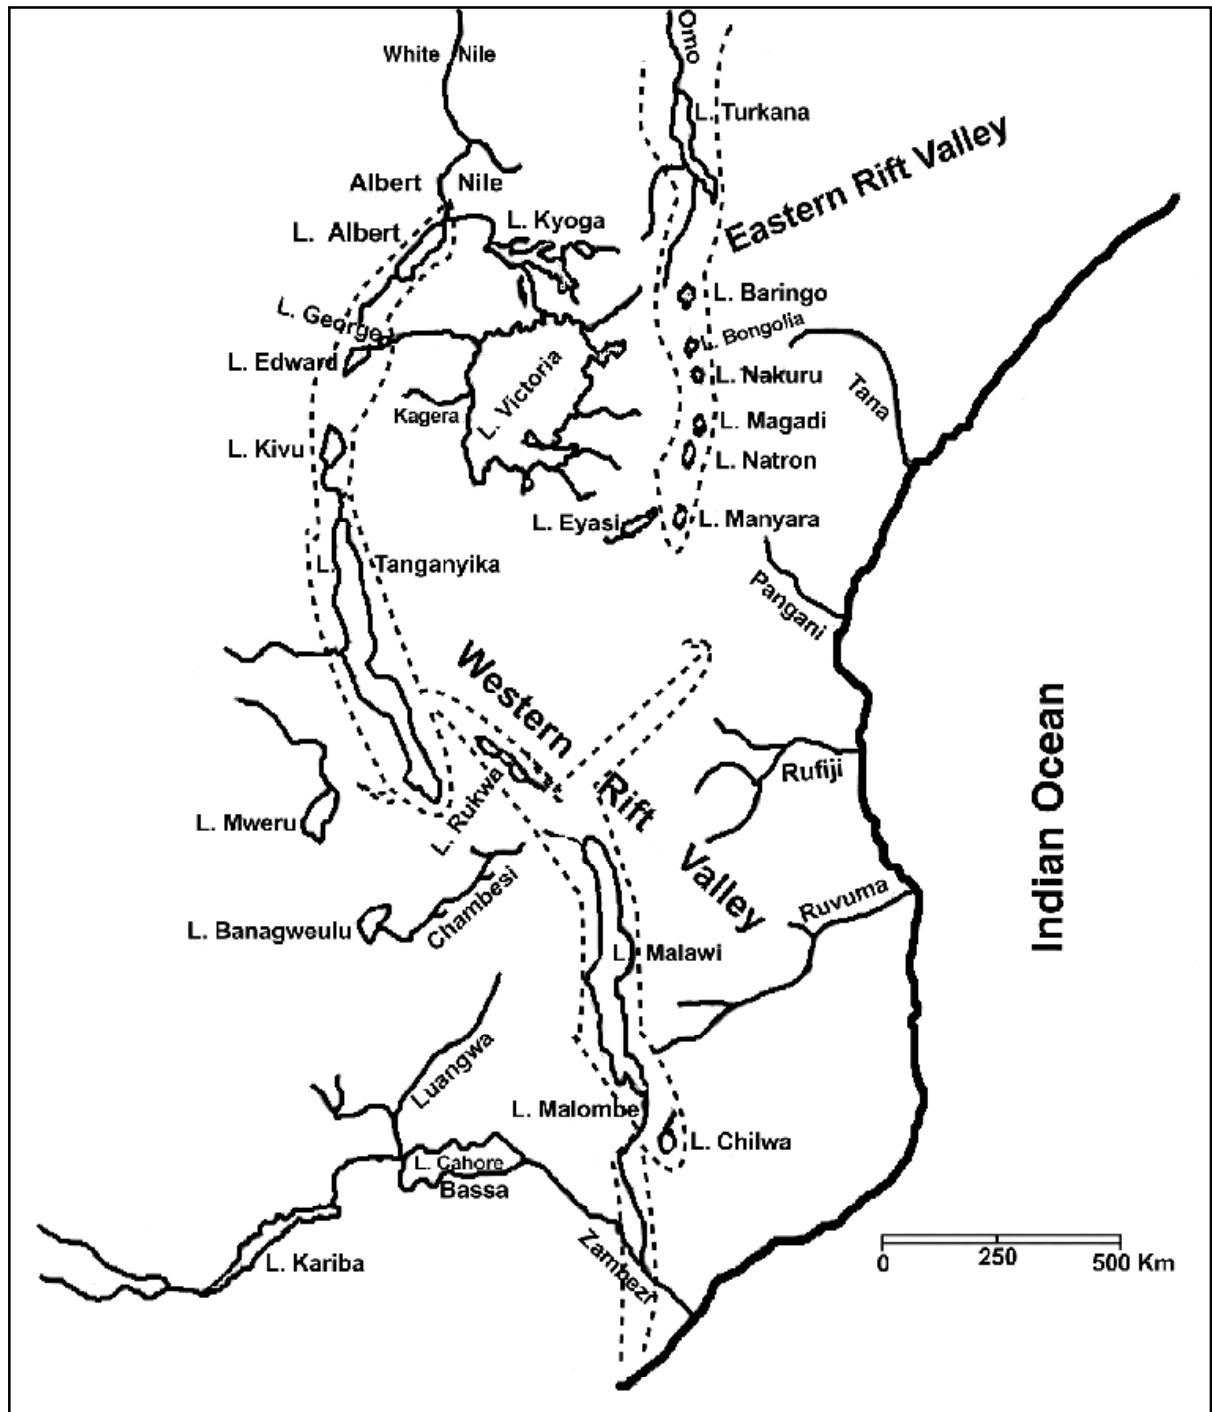 White Nile
Omo
L. Turkana
Eastern Rift Valley
Albert Nile
L. Kyoga
L. Albert
L. Baringo
L. George
L. Bongolia
L. Edward
L. Victoria
L. Nakuru
Tana
Kagera
L. Magadi
L. Kivu
L. Natron
L. Eyasi
L. Manyara
L. Tanganyika
Pangani
Western Rift Valley
Indian Ocean
Rufiji
L. Rukwa
L. Mweru
Ruvuma
Chambesi
L. Banagweulu
L. Malawi
Luangwa
L. Malombe
L. Chilwa
L. Cahore
Bassa
Zambezi
L. Kariba
0 250 500 Km